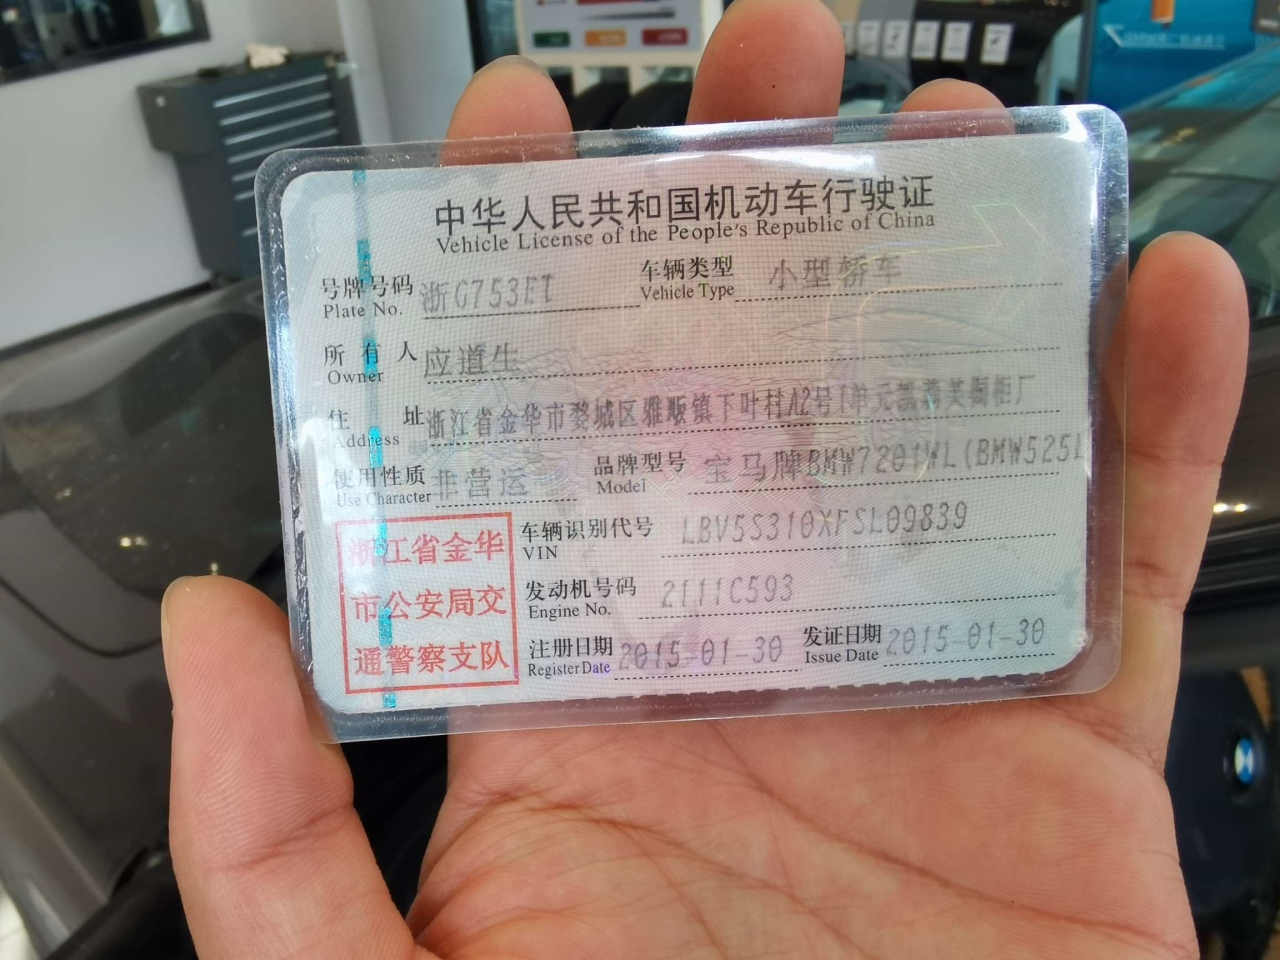 中华人民共和国机动车行驶证
Vehicle License of the People's Republic of China
号牌号码 浙G753ET 车辆类型 小型轿车
Plate No. Vehicle Type
所有人 应道生
Owner
住址 浙江省金华市婺城区雅畈镇下叶村A2号1单元凯 芙橱柜厂
Address
使用性质 非营运 品牌型号 宝马牌BMW7201WL(BMW525L
Use Character Model
浙江省金华
市公安局交
通警察支队
车辆识别代号 LBV5S310XFSL09839
VIN
发动机号码 2111C593
Engine No.
注册日期 2015-01-30 发证日期 2015-01-30
Register Date Issue Date